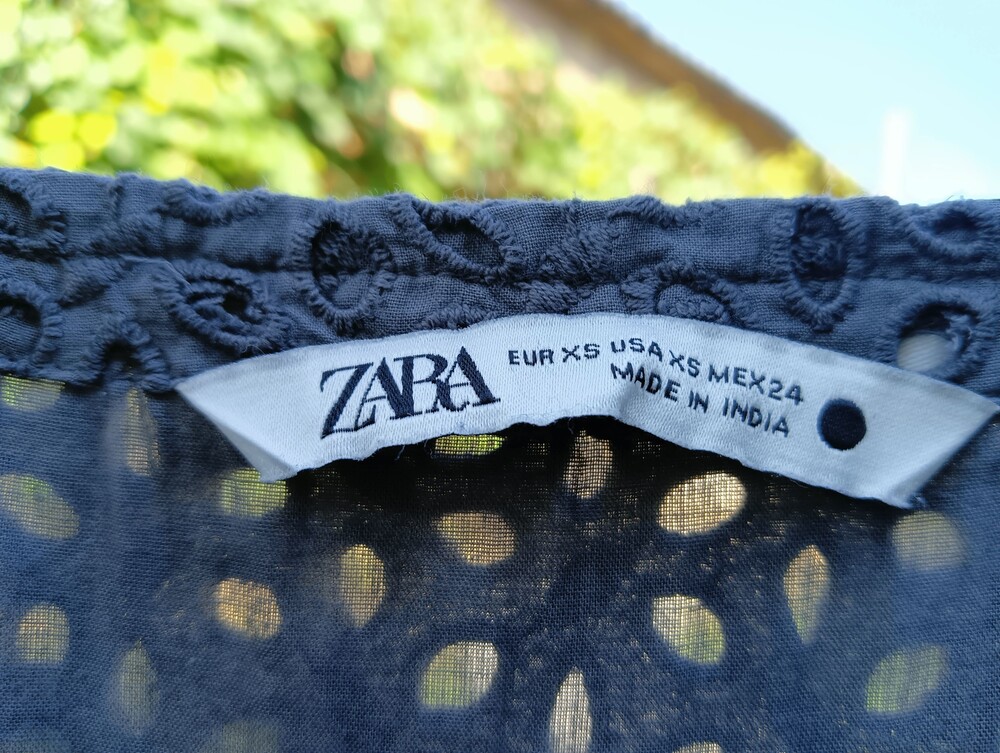 ZARA
EUR XS USA XS MEX 24
MADE IN INDIA